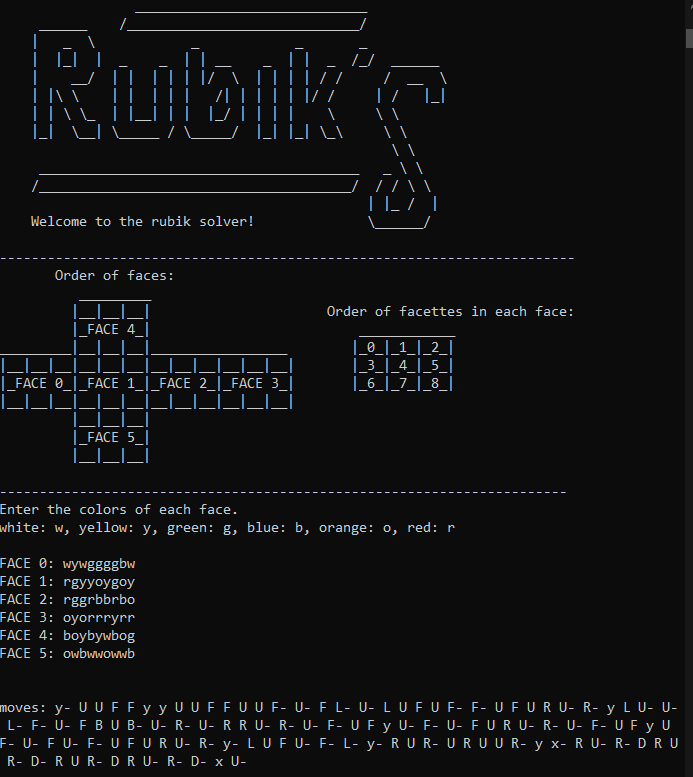 Rubik's
Welcome to the rubik solver!
Order of faces:
Order of facettes in each face:
FACE 4
0 1 2
3 4 5
FACE 0 FACE 1 FACE 2 FACE 3
6 7 8
FACE 5
Enter the colors of each face.
white: w, yellow: y, green: g, blue: b, orange: o, red: r
FACE 0: wywggggbw
FACE 1: rgyyoygoy
FACE 2: rggrbbrbo
FACE 3: oyorrryrr
FACE 4: boybywbog
FACE 5: owbwwowwb
moves: y- U U F F y y U U F F U U F- U- F L- U- L U F U F- F- U F U R U- R- y L U- U-
L- F- U- F B U B- U- R- U- R R U- R- U- F- U F y U- F- U- F U R U- R- U- F- U F y U
F- U- F U- F- U F U R U- R- y- L U F U- F- L- y- R U R- U R U U R- y x- R U- R- D R U
R- D- R U R- D R U- R- D- x U-